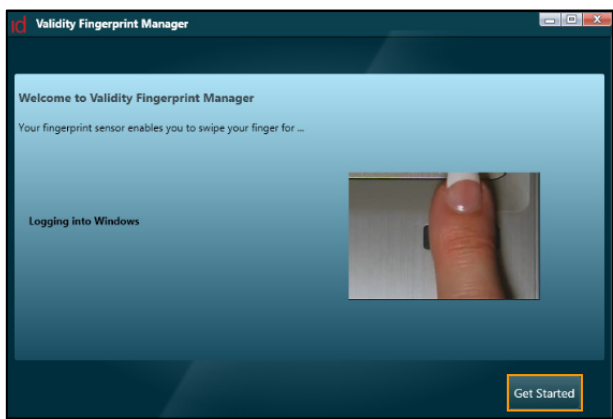 id Validity Fingerprint Manager
Welcome to Validity Fingerprint Manager
Your fingerprint sensor enables you to swipe your finger for ...
Logging into Windows
Get Started